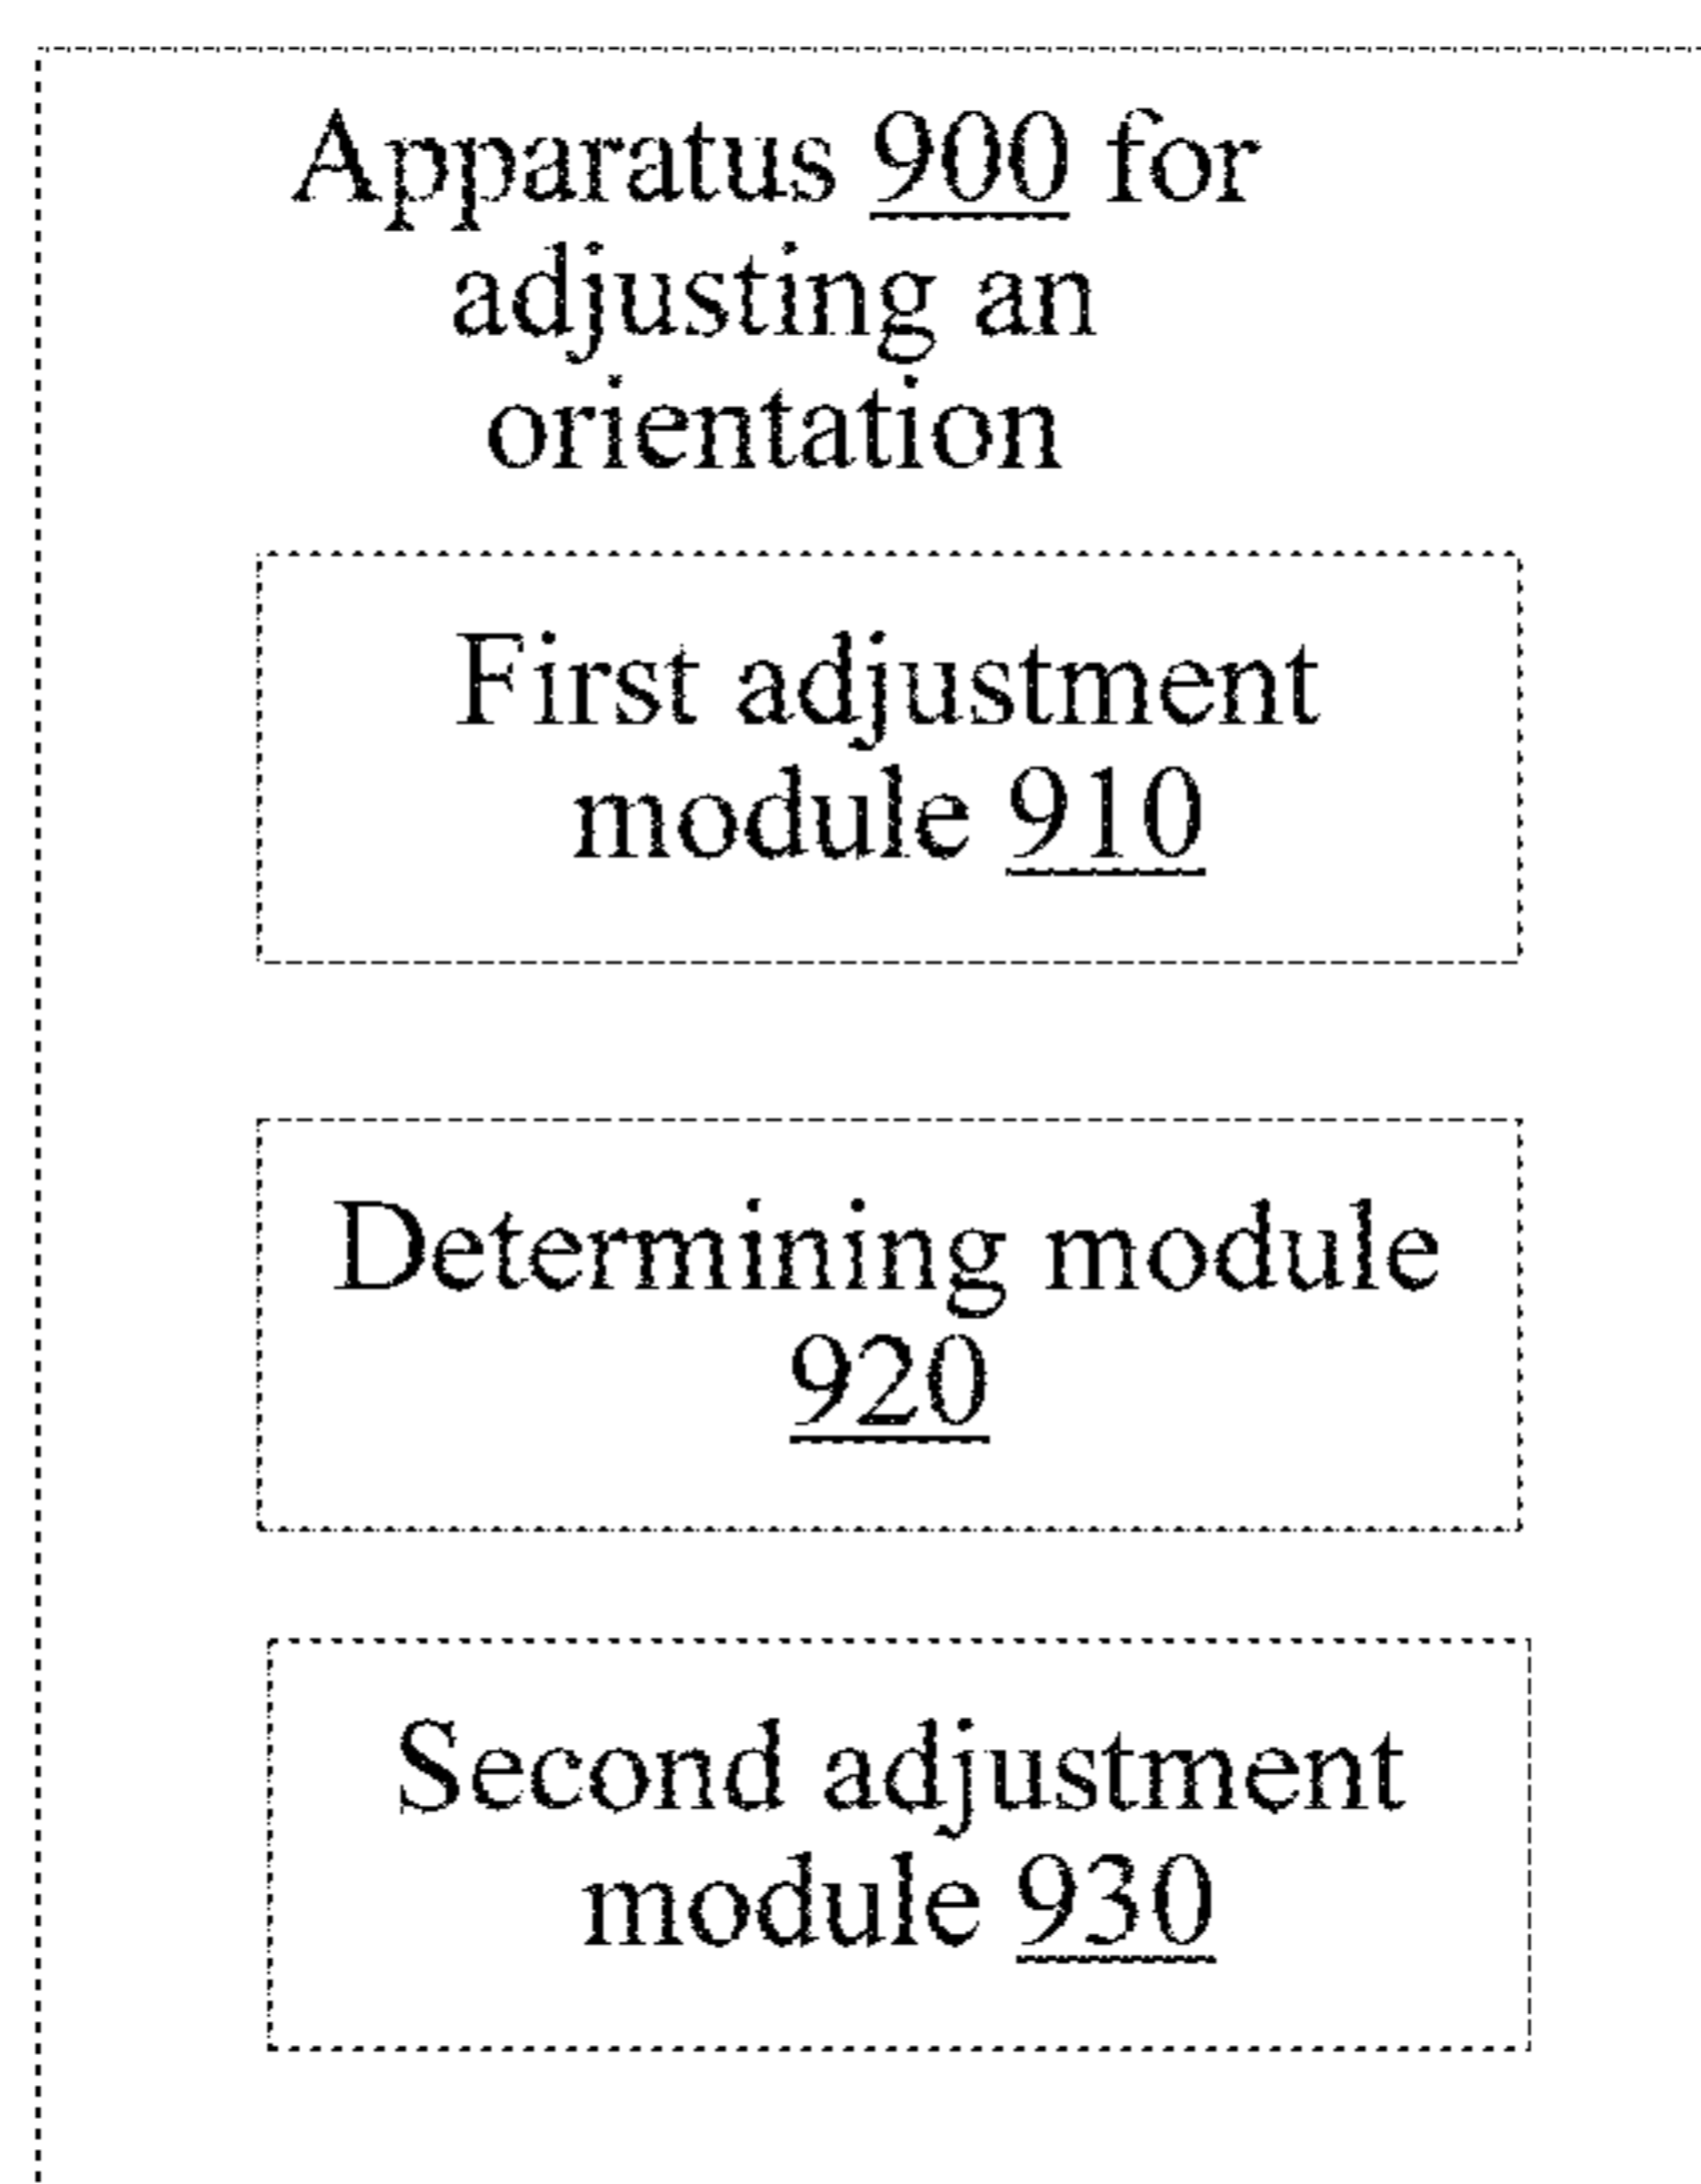 Apparatus 900 for
adjusting an
orientation
First adjustment
module 910
Determining module
920
Second adjustment
module 930